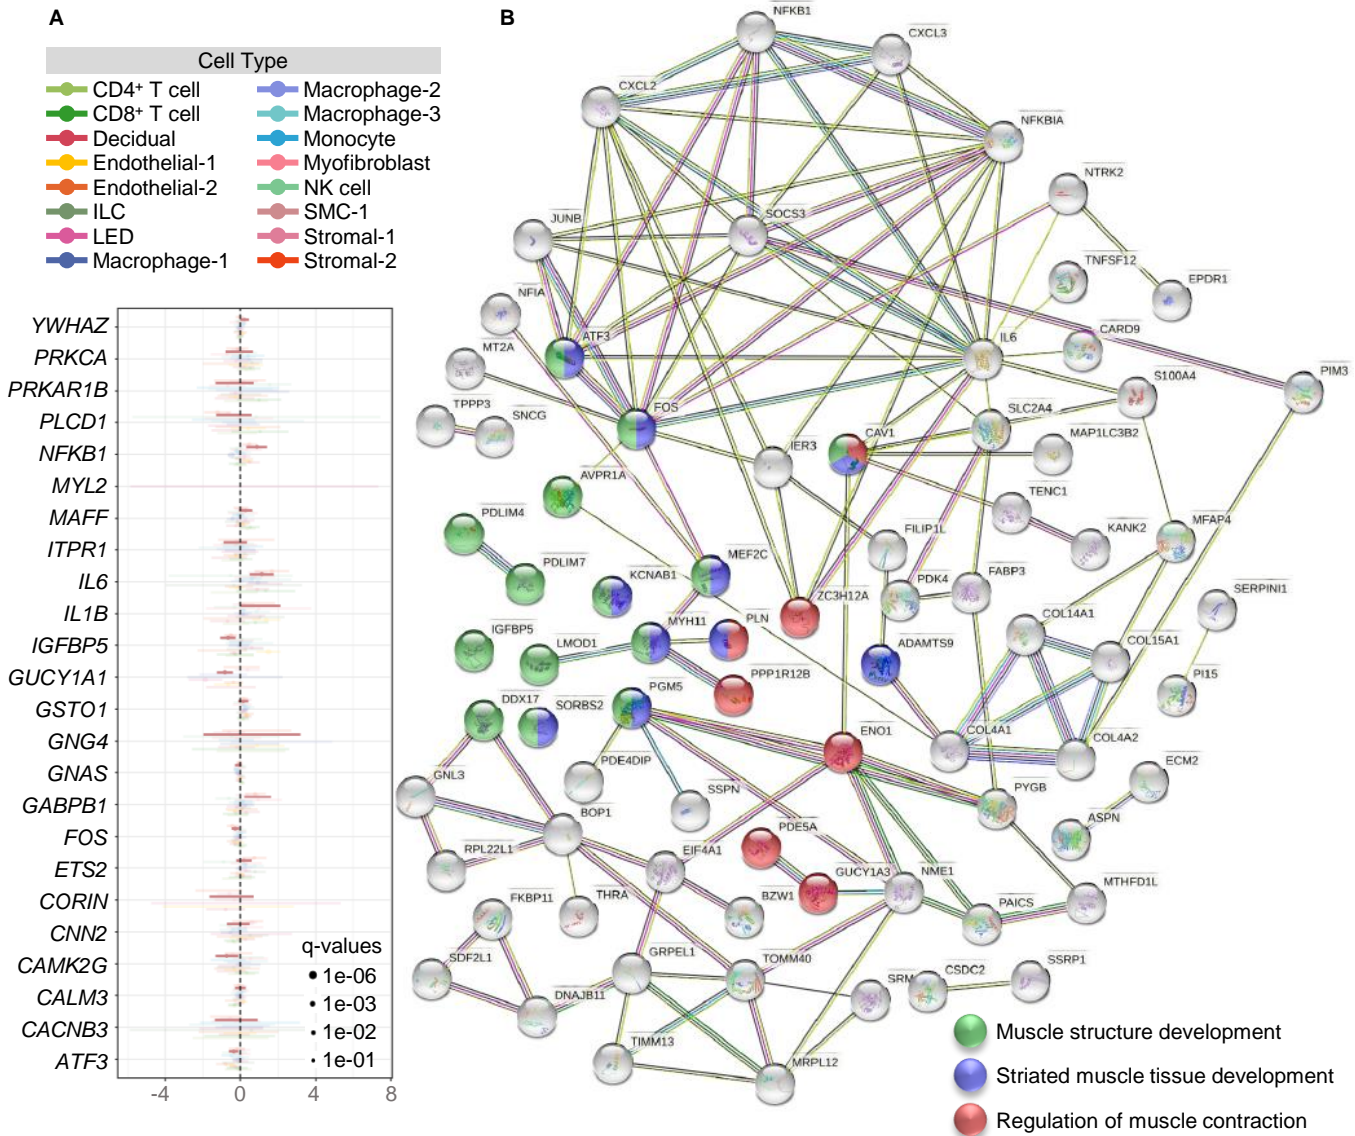 A
B
Cell Type
CD4+ T cell
CD8+ T cell
Decidual
Endothelial-1
Endothelial-2
ILC
LED
Macrophage-1
Macrophage-2
Macrophage-3
Monocyte
Myofibroblast
NK cell
SMC-1
Stromal-1
Stromal-2
YWHAZ
PRKCA
PRKAR1B
PLCD1
NFKB1
MYL2
MAFF
ITPR1
IL6
IL1B
IGFBP5
GUCY1A1
GSTO1
GNG4
GNAS
GABPB1
FOS
ETS2
CORIN
CNN2
CAMK2G
CALM3
CACNB3
ATF3
q-values
1e-06
1e-03
1e-02
1e-01
-4
0
4
8
NFKB1
CXCL3
CXCL2
NFKBIA
NTRK2
JUNB
SOCS3
TNFSF12
EPDR1
NFIA
ATF3
IL6
CARD9
MT2A
S100A4
PIM3
TPPP3
SNCG
FOS
SLC2A4
IER3
CAV1
MAP1LC3B2
AVPR1A
TENC1
PDLIM4
FILIP1L
KANK2
MFAP4
PDLIM7
KCNAB1
MEF2C
PDK4
FABP3
ZC3H12A
SERPINI1
IGFBP5
LMOD1
MYH11
PLN
ADAMTS9
COL14A1
COL15A1
PPP1R12B
PI15
DDX17
SORBS2
PGM5
ENO1
COL4A1
COL4A2
PDE4DIP
ECM2
GNL3
BOP1
SSPN
PYGB
ASPN
RPL22L1
EIF4A1
PDE5A
GUCY1A3
NME1
MTHFD1L
FKBP11
THRA
BZW1
PAICS
SDF2L1
GRPEL1
TOMM40
DNAJB11
SRM
CSDC2
SSRP1
TIMM13
MRPL12
Muscle structure development
Striated muscle tissue development
Regulation of muscle contraction